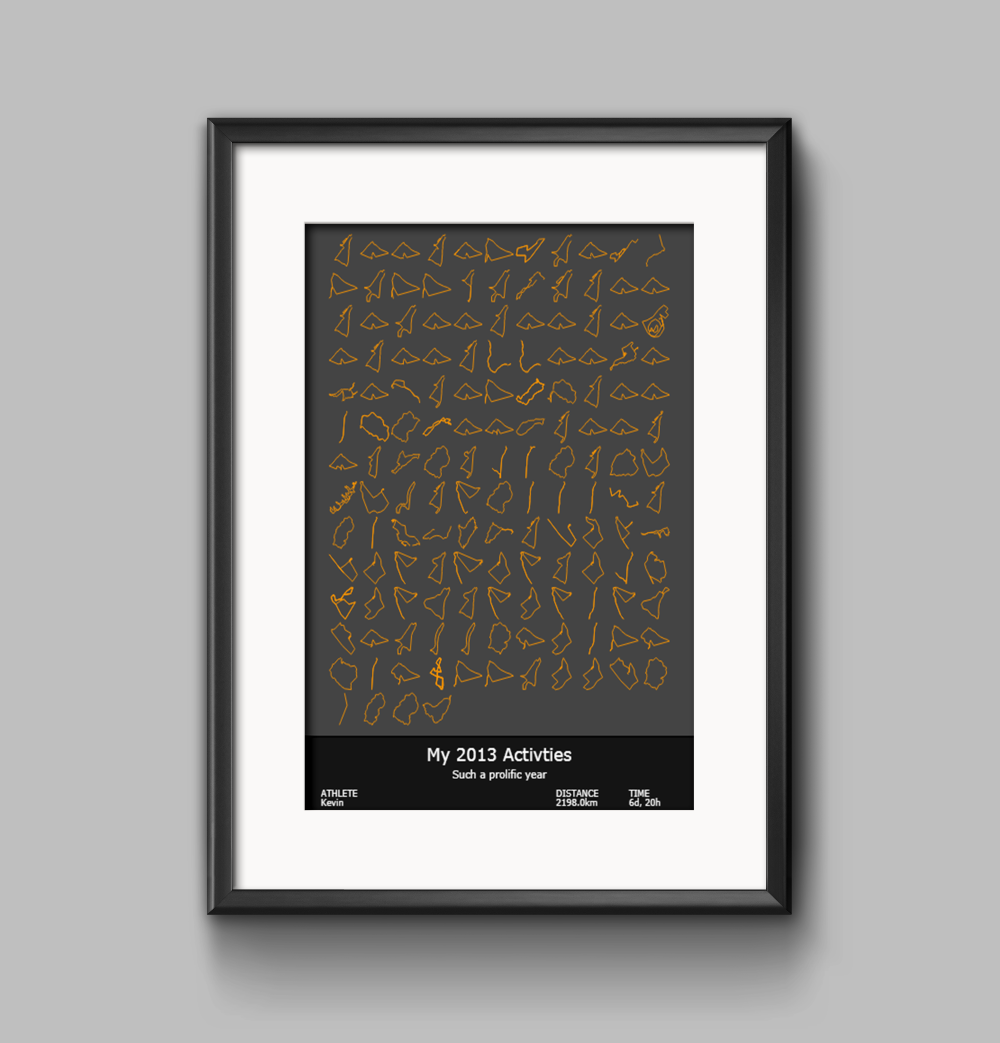 My 2013 Activties
Such a prolific year
ATHLETE DISTANCE TIME
Kevin 2198.0km 6d, 20h